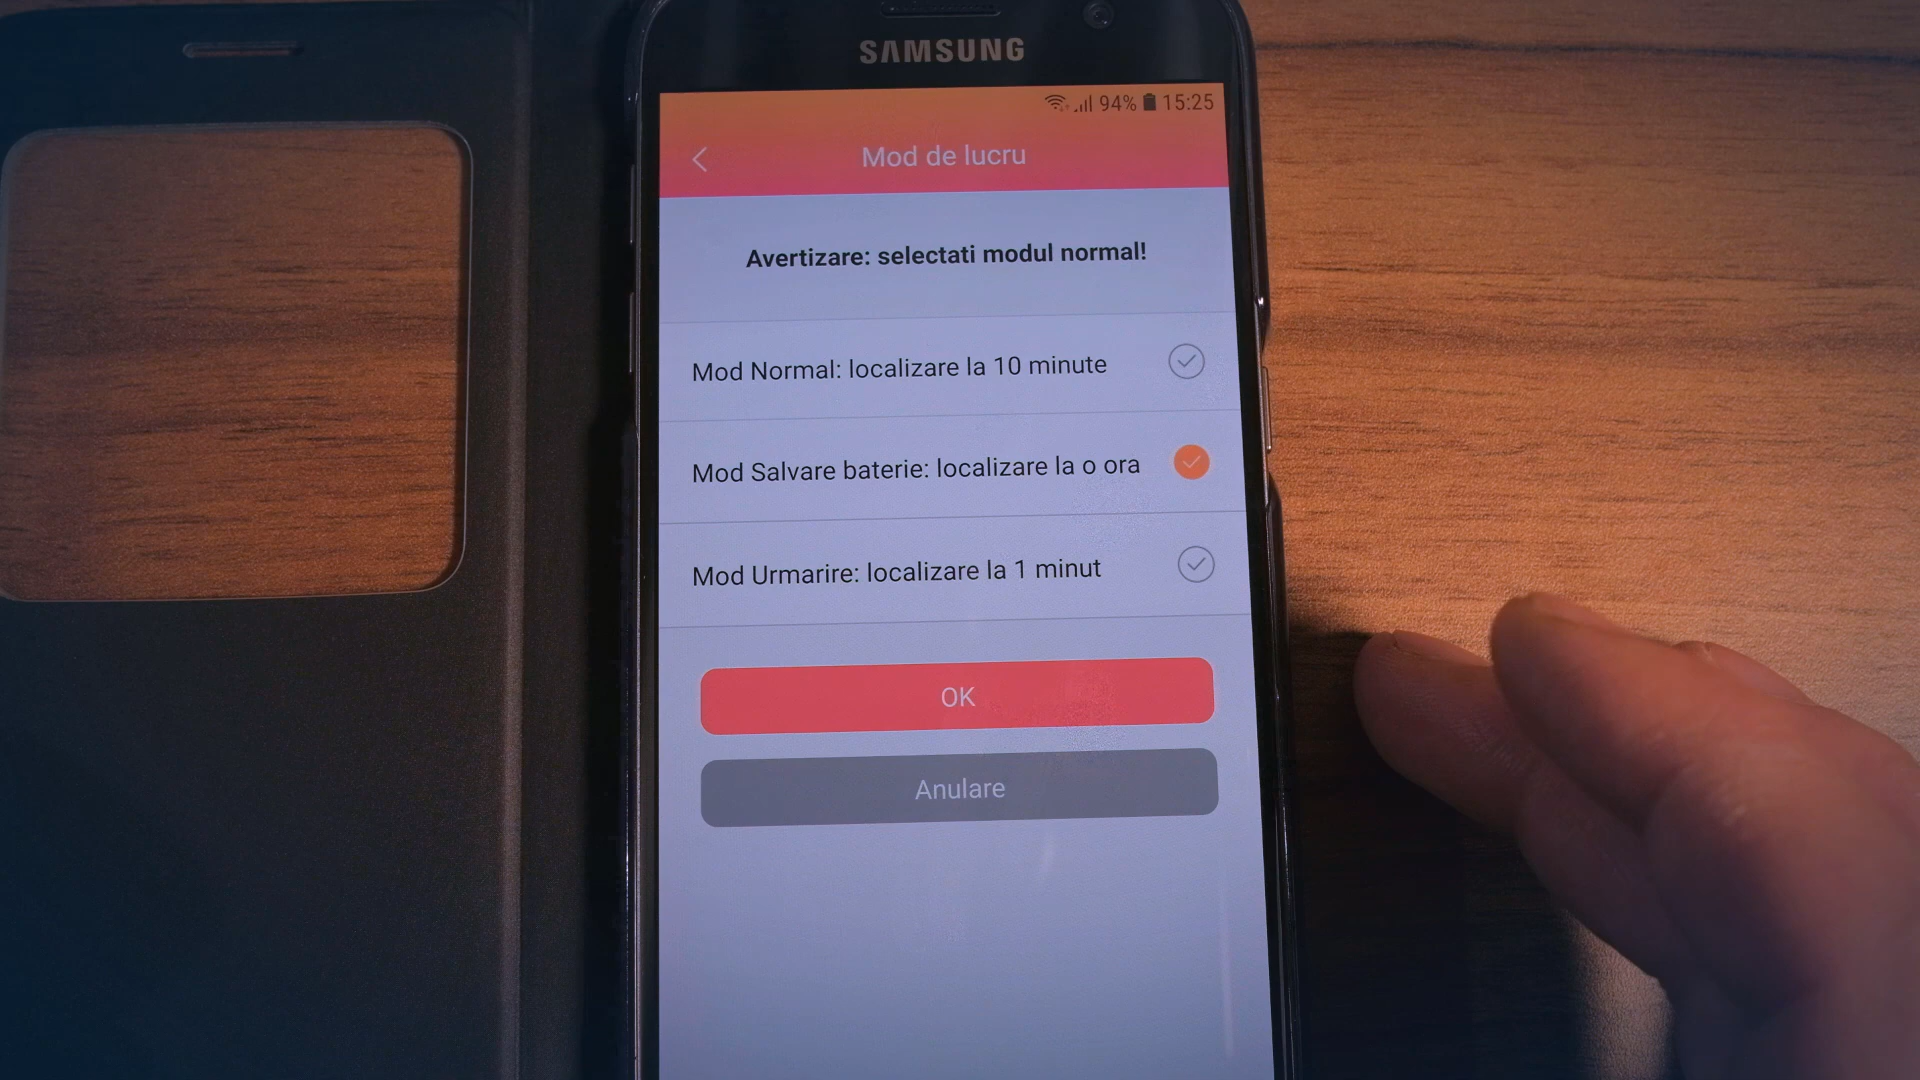 SAMSUNG
94% 15:25
Mod de lucru
Avertizare: selectati modul normal!
Mod Normal: localizare la 10 minute
Mod Salvare baterie: localizare la o ora
Mod Urmarire: localizare la 1 minut
OK
Anulare